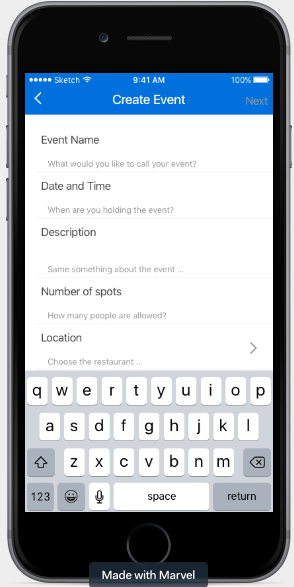 Sketch 9:41 AM 100%
Create Event Next
Event Name
What would you like to call your event?
Date and Time
When are you holding the event?
Description
Same something about the event ...
Number of spots
How many people are allowed?
Location
Choose the restaurant ...
q w e r t y u i o p
a s d f g h j k l
z x c v b n m
123 space return
Made with Marvel